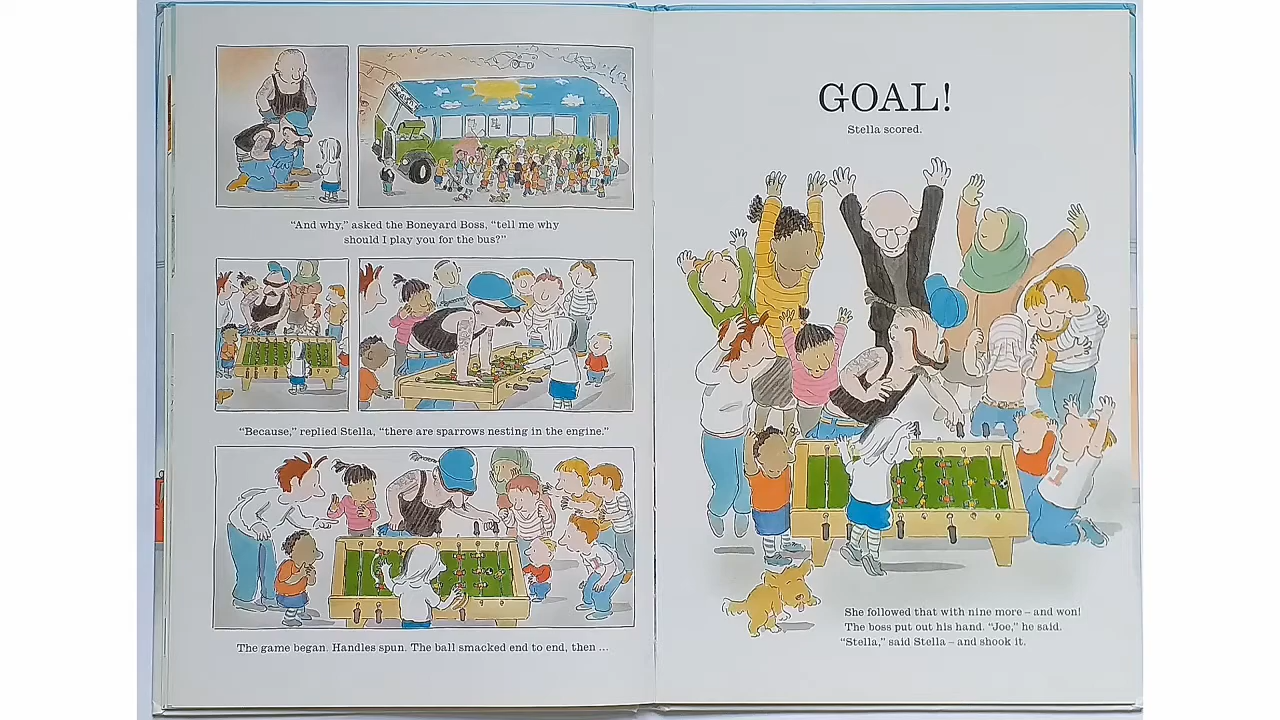 “And why,” asked the Boneyard Boss, “tell me why
should I play you for the bus?”
“Because,” replied Stella, “there are sparrows nesting in the engine.”
The game began. Handles spun. The ball smacked end to end, then ...
GOAL!
Stella scored.
1
She followed that with nine more – and won!
The boss put out his hand. “Joe,” he said.
“Stella,” said Stella – and shook it.